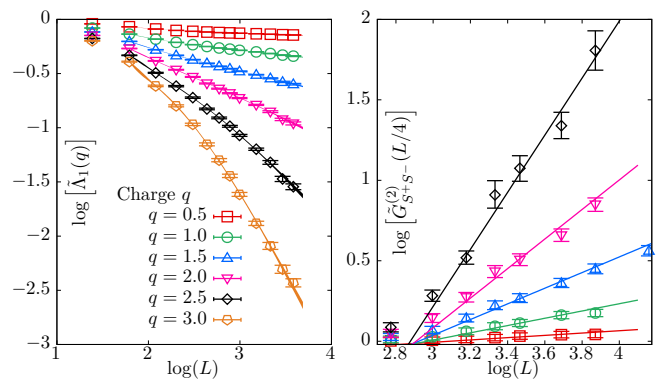 0
−0.5
−1
−1.5
−2
−2.5
−3
1
2
3
4
log(L)
log [Λ̃₁(q)]
Charge q
q = 0.5
q = 1.0
q = 1.5
q = 2.0
q = 2.5
q = 3.0
2
1.5
1
0.5
0
2.8
3
3.2
3.4
3.6
3.8
4
log(L)
log [G̃⁽²⁾_{S⁺S⁻}(L/4)]